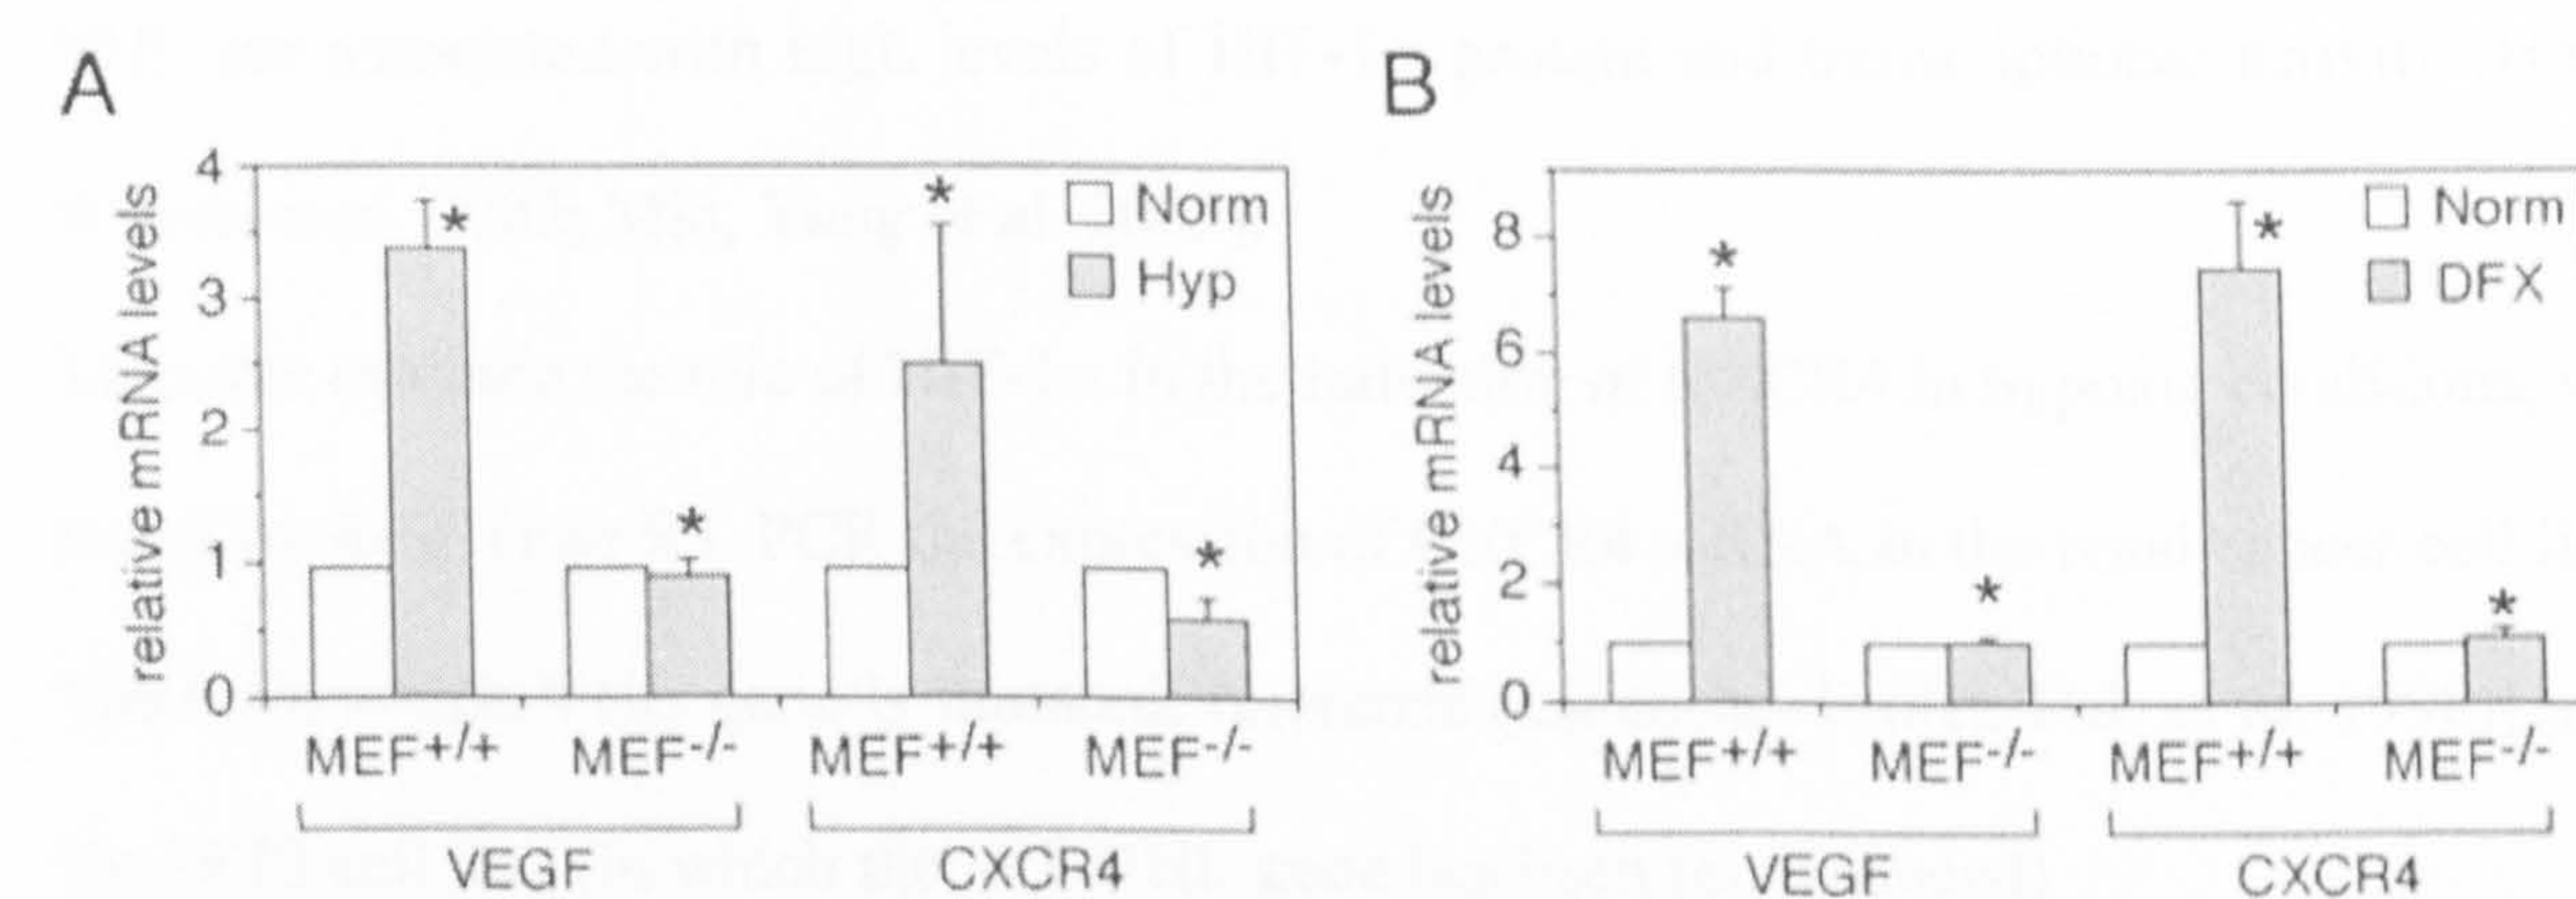 A
B
relative mRNA levels
4
3
2
1
0
* * * *
Norm
Hyp
MEF+/+ MEF-/- MEF+/+ MEF-/-
VEGF CXCR4
relative mRNA levels
8
6
4
2
0
* * * *
Norm
DFX
MEF+/+ MEF-/- MEF+/+ MEF-/-
VEGF CXCR4